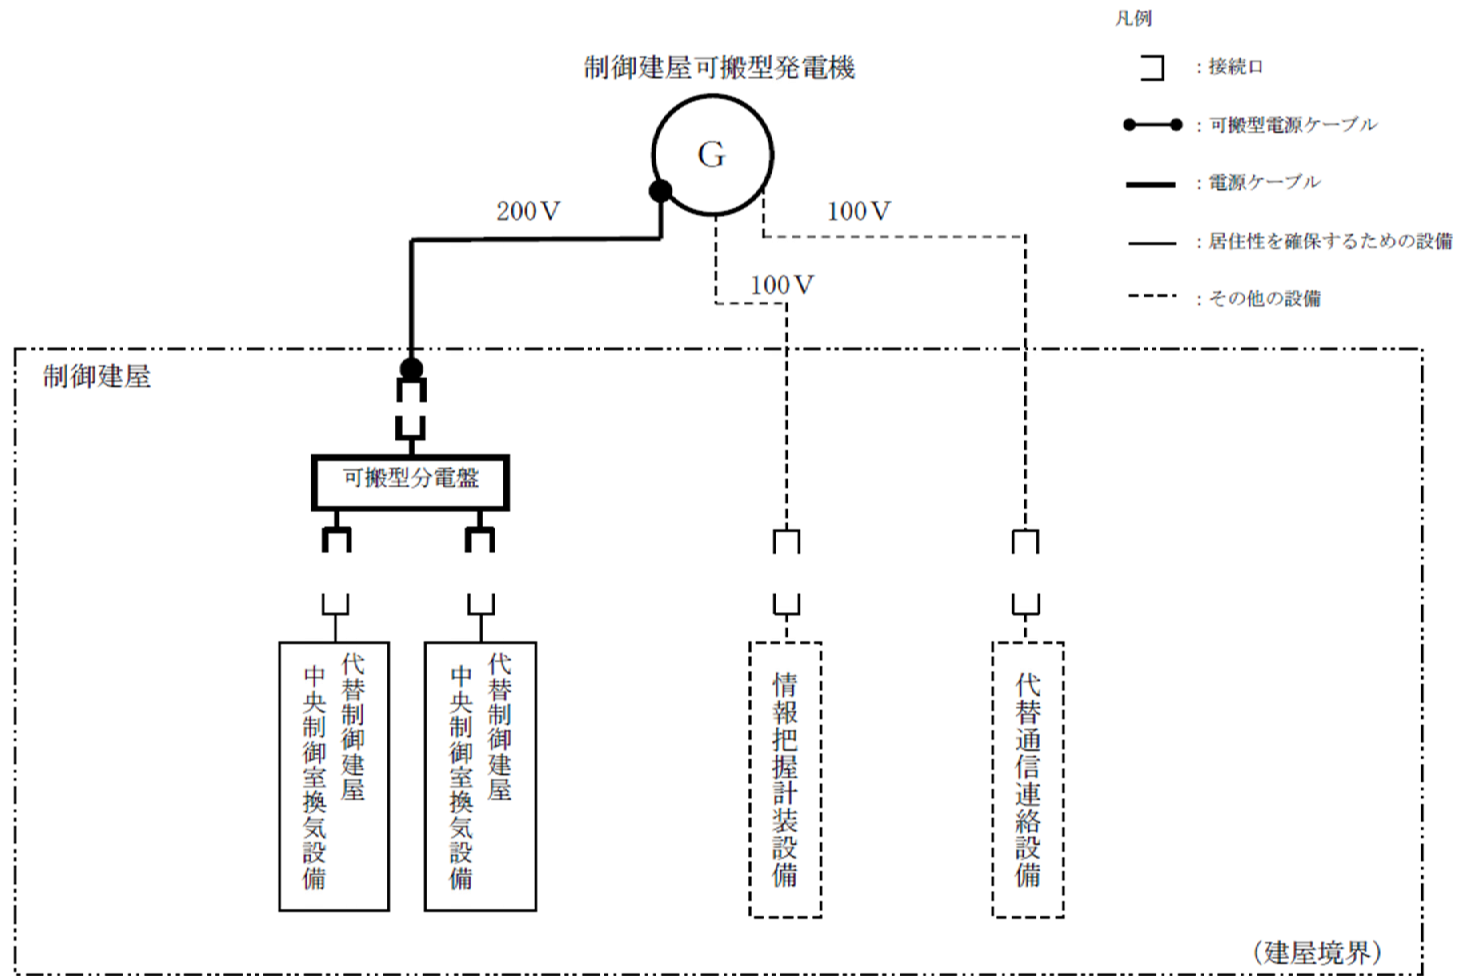 凡例
：接続口
：可搬型電源ケーブル
：電源ケーブル
：居住性を確保するための設備
：その他の設備
制御建屋可搬型発電機
G
200V
100V
100V
制御建屋
可搬型分電盤
代替制御建屋
中央制御室換気設備
代替制御建屋
中央制御室換気設備
情報把握計装設備
代替通信連絡設備
（建屋境界）